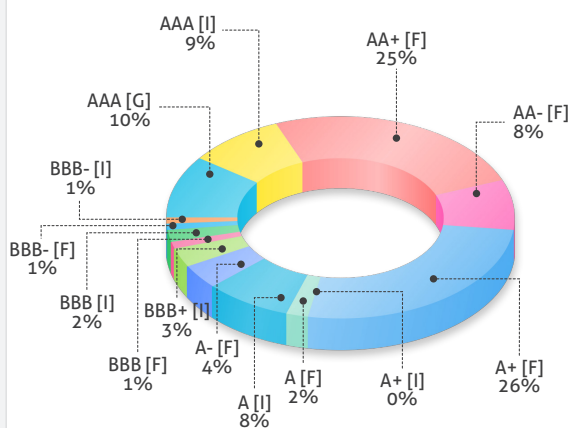 AAA [I]
9%
AA+ [F]
25%
AAA [G]
10%
AA- [F]
8%
BBB- [I]
1%
BBB- [F]
1%
BBB [I]
2%
BBB+ [I]
3%
BBB [F]
1%
A- [F]
4%
A [I]
8%
A [F]
2%
A+ [I]
0%
A+ [F]
26%